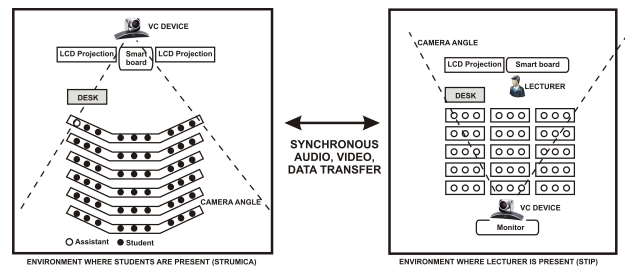 VC DEVICE
LCD Projection
Smart
board
LCD Projection
DESK
CAMERA ANGLE
Assistant
Student
ENVIRONMENT WHERE STUDENTS ARE PRESENT (STRUMICA)
SYNCHRONOUS
AUDIO, VIDEO,
DATA TRANSFER
CAMERA ANGLE
LCD Projection
Smart board
LECTURER
DESK
VC DEVICE
Monitor
ENVIRONMENT WHERE LECTURER IS PRESENT (STIP)